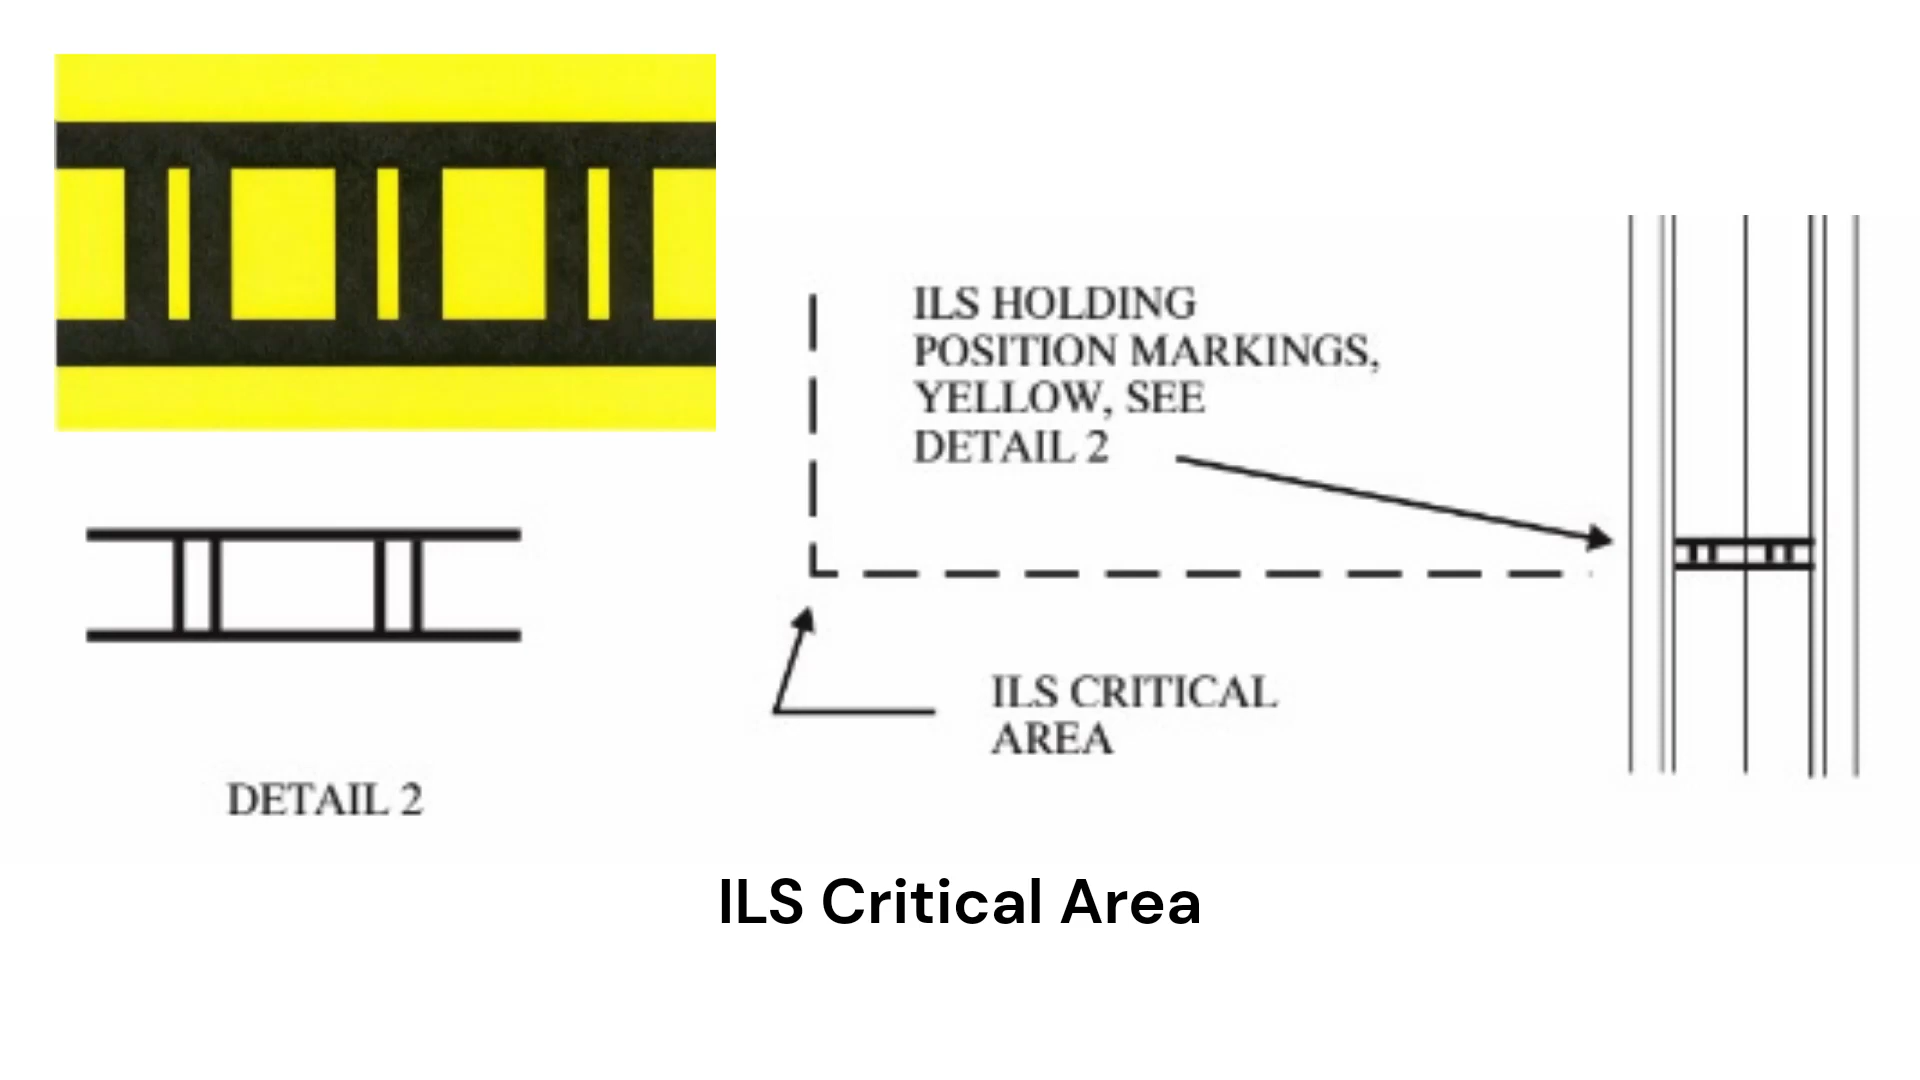 ILS HOLDING
POSITION MARKINGS,
YELLOW, SEE
DETAIL 2
ILS CRITICAL
AREA
DETAIL 2
ILS Critical Area